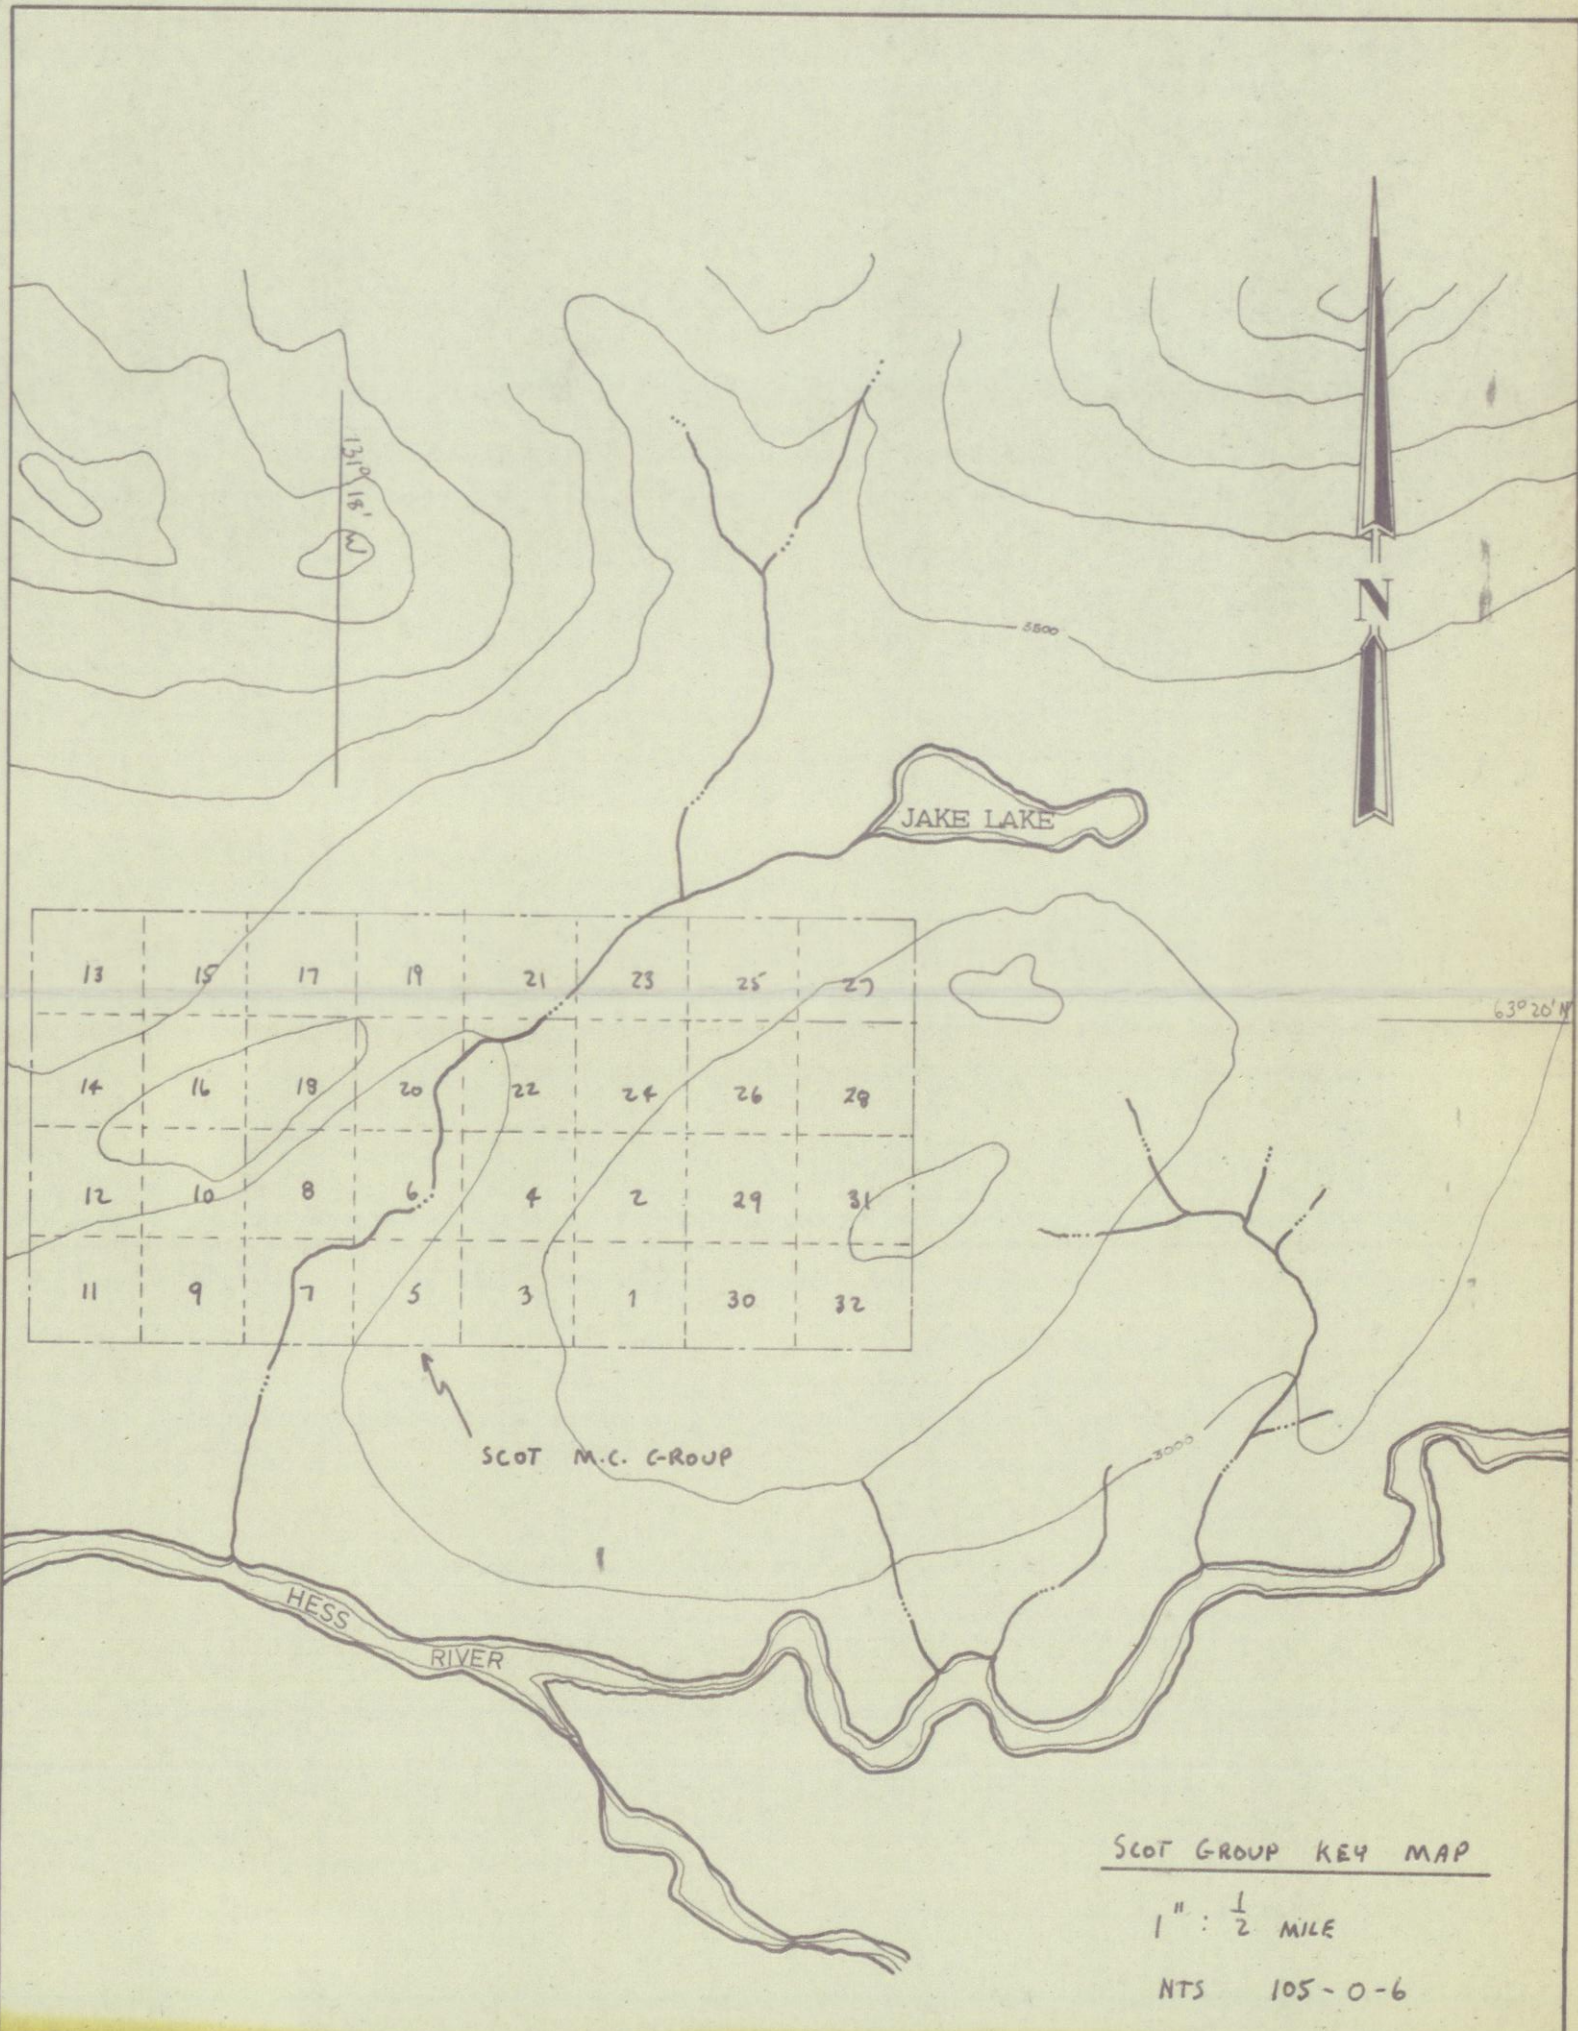 131° 18' W
N
3500
JAKE LAKE
13 15 17 19 21 23 25 27
63° 20' N
14 16 18 20 22 24 26 28
12 10 8 6 4 2 29 31
11 9 7 5 3 1 30 32
3000
SCOT M.C. GROUP
HESS
RIVER
SCOT GROUP KEY MAP
1" : 1/2 MILE
NTS 105-O-6